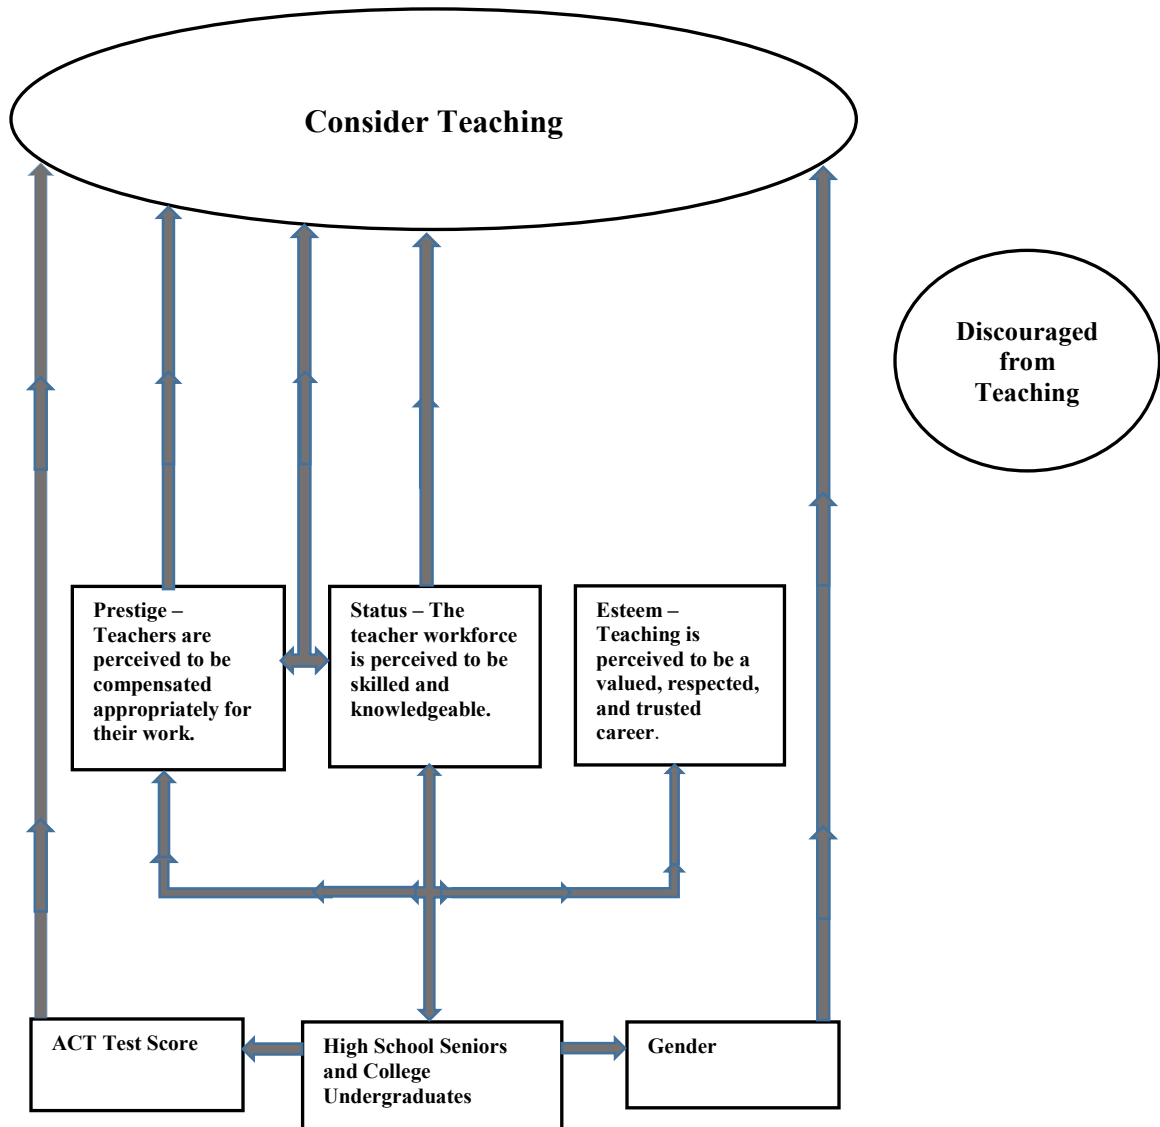 Consider Teaching
Discouraged
from
Teaching
Prestige –
Teachers are
perceived to be
compensated
appropriately for
their work.
Status – The
teacher workforce
is perceived to be
skilled and
knowledgeable.
Esteem –
Teaching is
perceived to be a
valued, respected,
and trusted
career.
ACT Test Score
High School Seniors
and College
Undergraduates
Gender